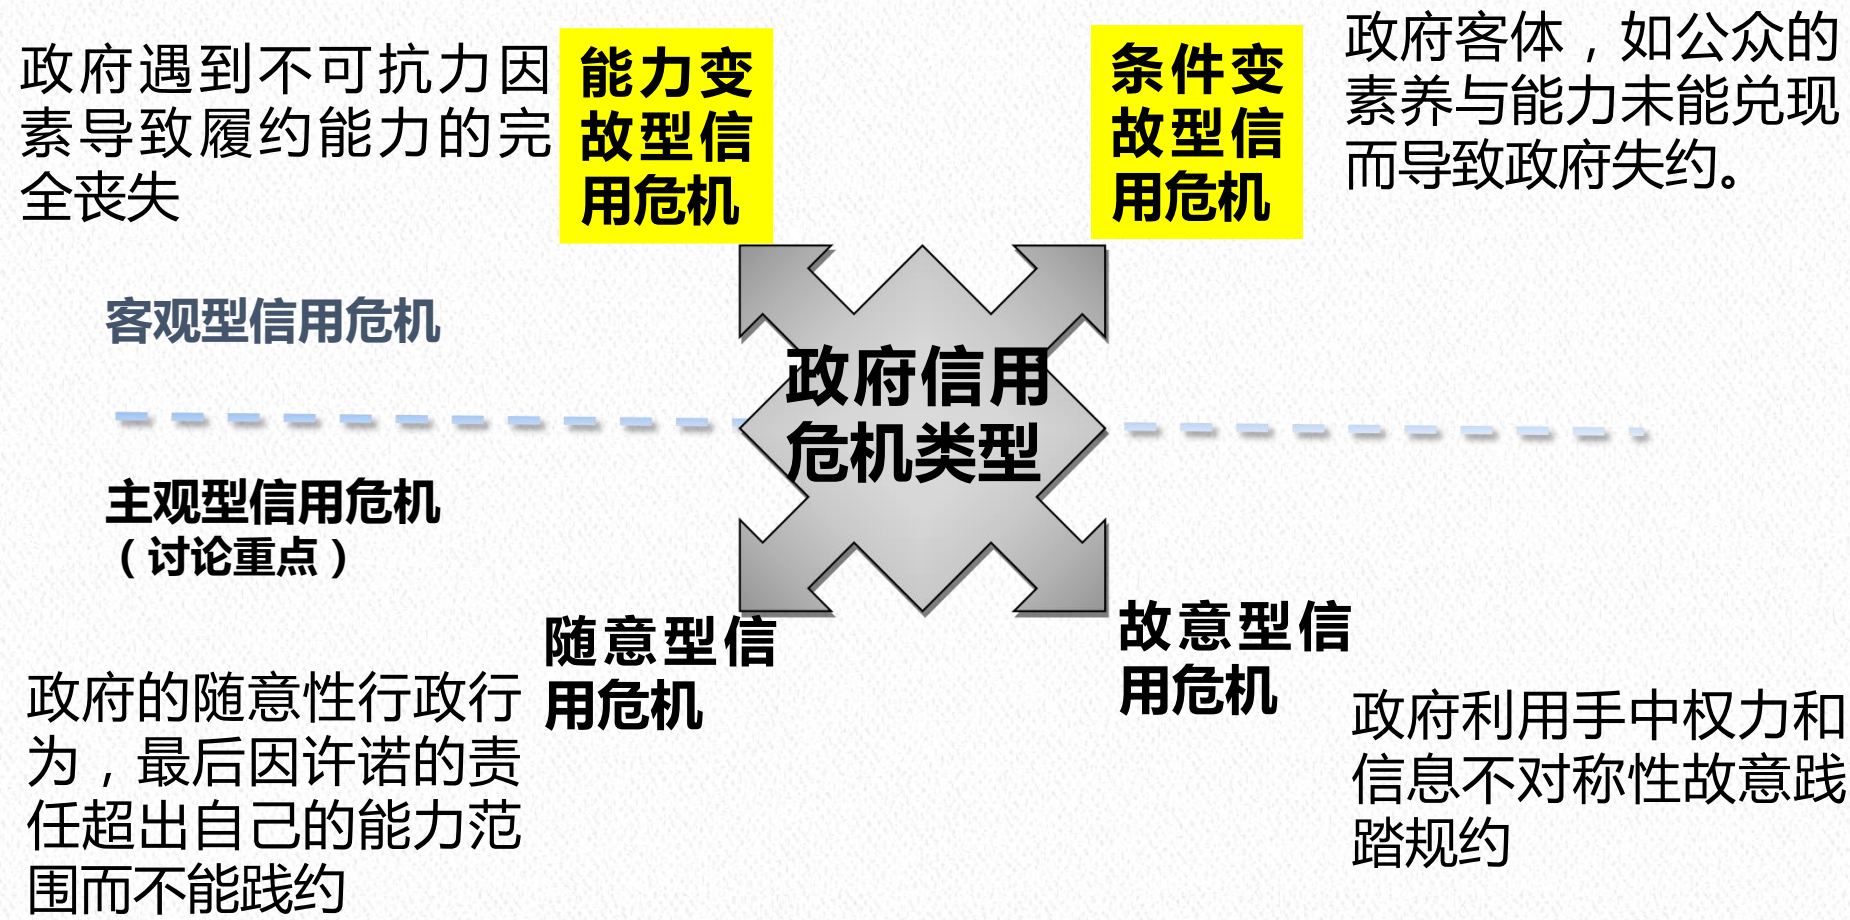 政府遇到不可抗力因
素导致履约能力的完
全丧失
能力变
故型信
用危机
条件变
故型信
用危机
政府客体，如公众的
素养与能力未能兑现
而导致政府失约。
客观型信用危机
政府信用
危机类型
主观型信用危机
（讨论重点）
随意型信
用危机
故意型信
用危机
政府的随意性行政行
为，最后因许诺的责
任超出自己的能力范
围而不能践约
政府利用手中权力和
信息不对称性故意践
踏规约